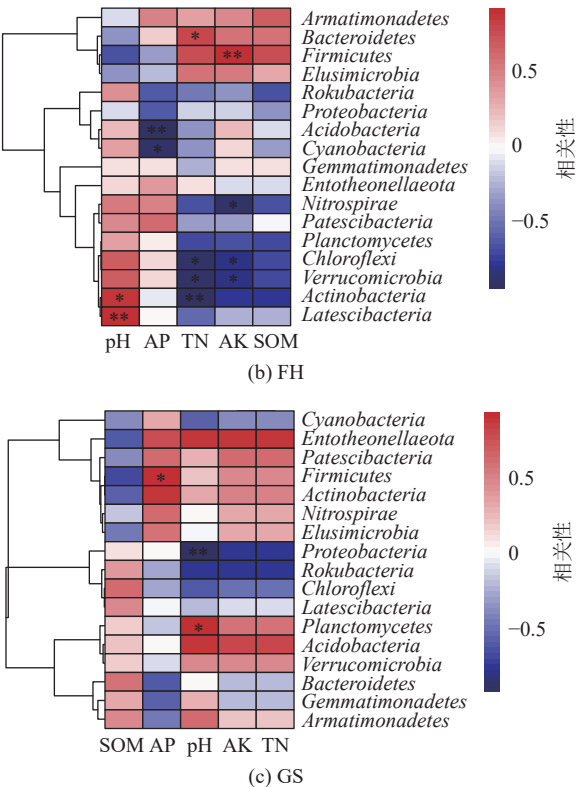 Armatimonadetes
* Bacteroidetes
** Firmicutes
Elusimicrobia
Rokubacteria
Proteobacteria
** Acidobacteria
* Cyanobacteria
Gemmatimonadetes
Entotheonellaeota
* Nitrospirae
Patescibacteria
Planctomycetes
* * Chloroflexi
* * Verrucomicrobia
* ** Actinobacteria
** Latescibacteria
pH AP TN AK SOM
0.5
0
−0.5
相关性
(b) FH
Cyanobacteria
Entotheonellaeota
Patescibacteria
* Firmicutes
Actinobacteria
Nitrospirae
Elusimicrobia
** Proteobacteria
Rokubacteria
Chloroflexi
Latescibacteria
* Planctomycetes
Acidobacteria
Verrucomicrobia
Bacteroidetes
Gemmatimonadetes
Armatimonadetes
SOM AP pH AK TN
0.5
0
−0.5
相关性
(c) GS